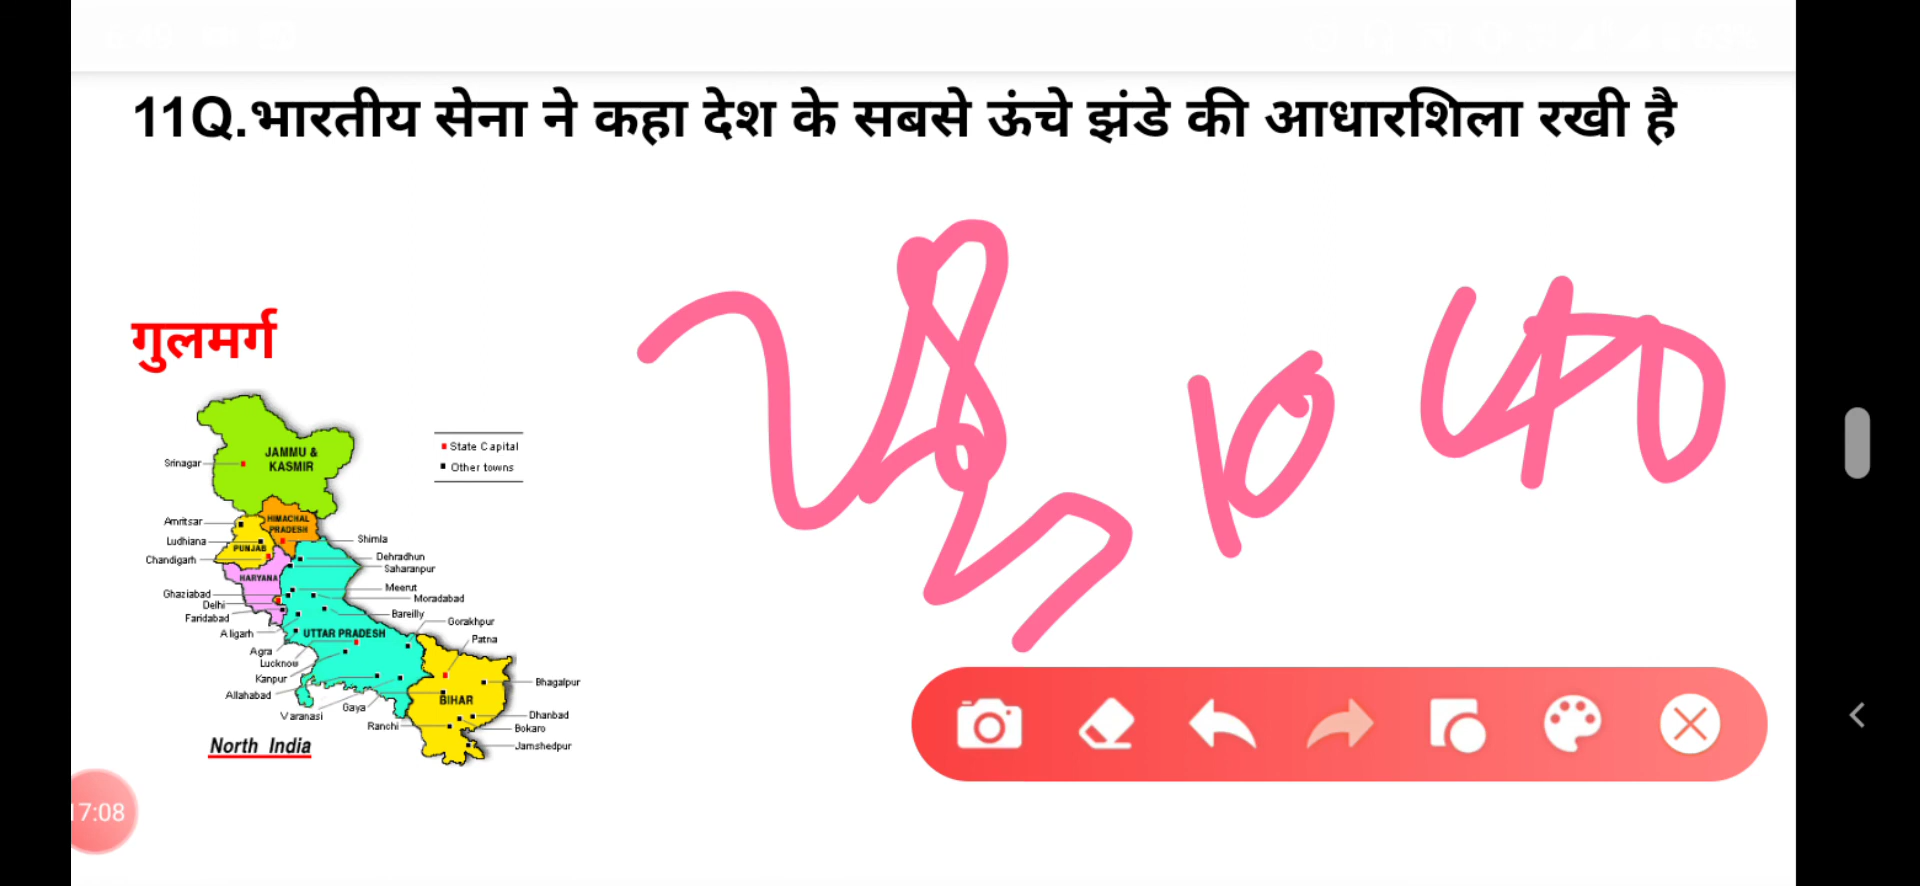 11Q.भारतीय सेना ने कहा देश के सबसे ऊंचे झंडे की आधारशिला रखी है
गुलमर्ग
State Capital
Other towns
JAMMU &
KASMIR
Srinagar
Amritsar
HIMACHAL
PRADESH
Ludhiana
Shimla
PUNJAB
Chandigarh
Dehradhun
Saharanpur
HARYANA
Meerut
Ghaziabad
Moradabad
Delhi
Faridabad
Bareilly
Gorakhpur
Aligarh
UTTAR PRADESH
Patna
Agra
Lucknow
Kanpur
Bhagalpur
Allahabad
BIHAR
Gaya
Varanasi
Dhanbad
Ranchi
Bokaro
North India
Jamshedpur
17:08